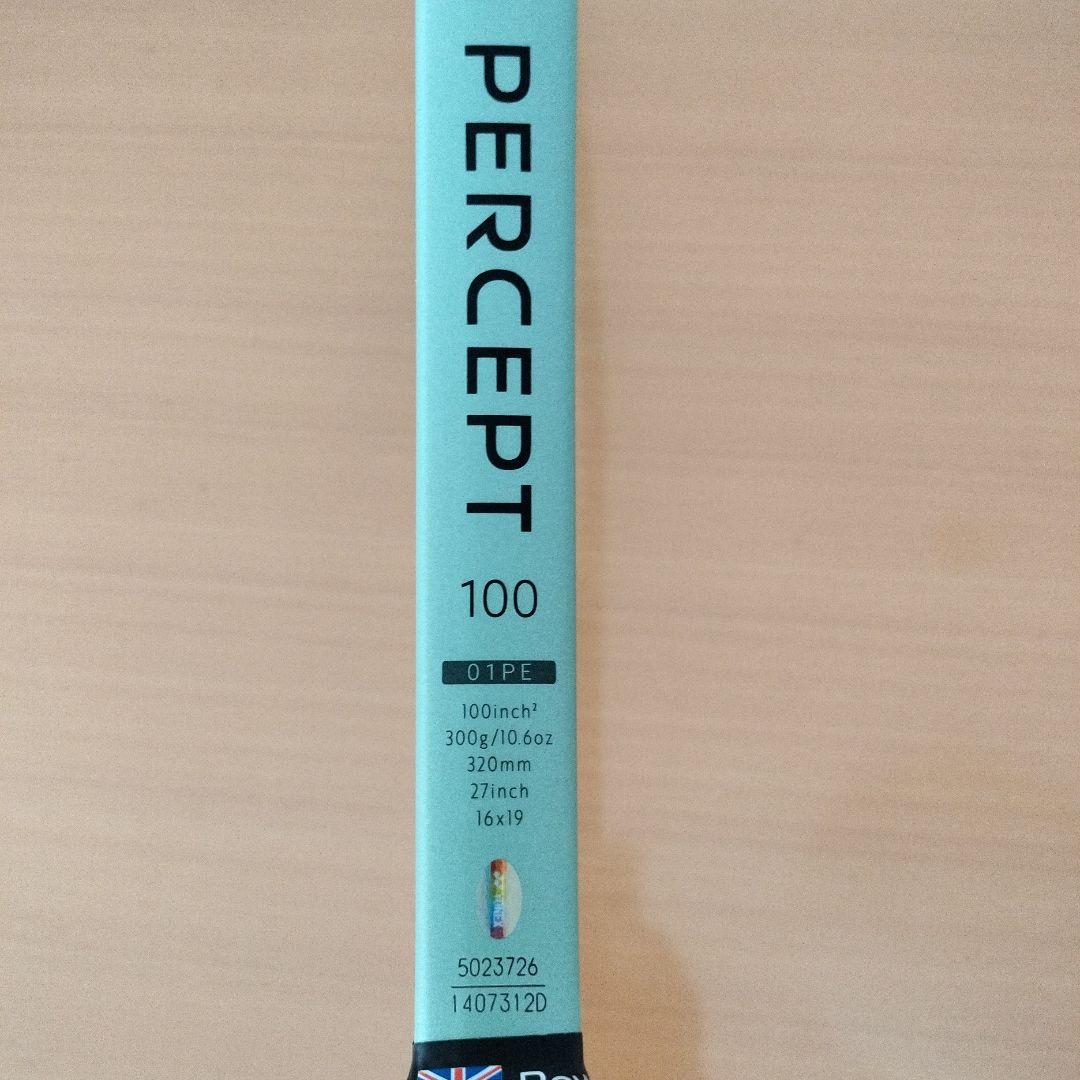 PERCEPT
100
01PE
100inch²
300g/10.6oz
320mm
27inch
16x19
5023726
1407312D